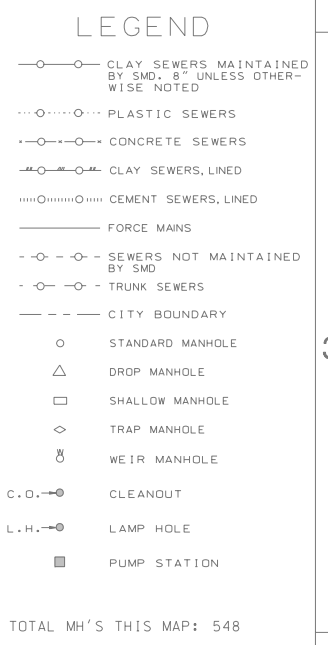 LEGEND
CLAY SEWERS MAINTAINED
BY SMD. 8" UNLESS OTHER-
WISE NOTED
PLASTIC SEWERS
CONCRETE SEWERS
CLAY SEWERS, LINED
CEMENT SEWERS, LINED
FORCE MAINS
SEWERS NOT MAINTAINED
BY SMD
TRUNK SEWERS
CITY BOUNDARY
STANDARD MANHOLE
DROP MANHOLE
SHALLOW MANHOLE
TRAP MANHOLE
W WEIR MANHOLE
C.O. CLEANOUT
L.H. LAMP HOLE
PUMP STATION
TOTAL MH'S THIS MAP: 548